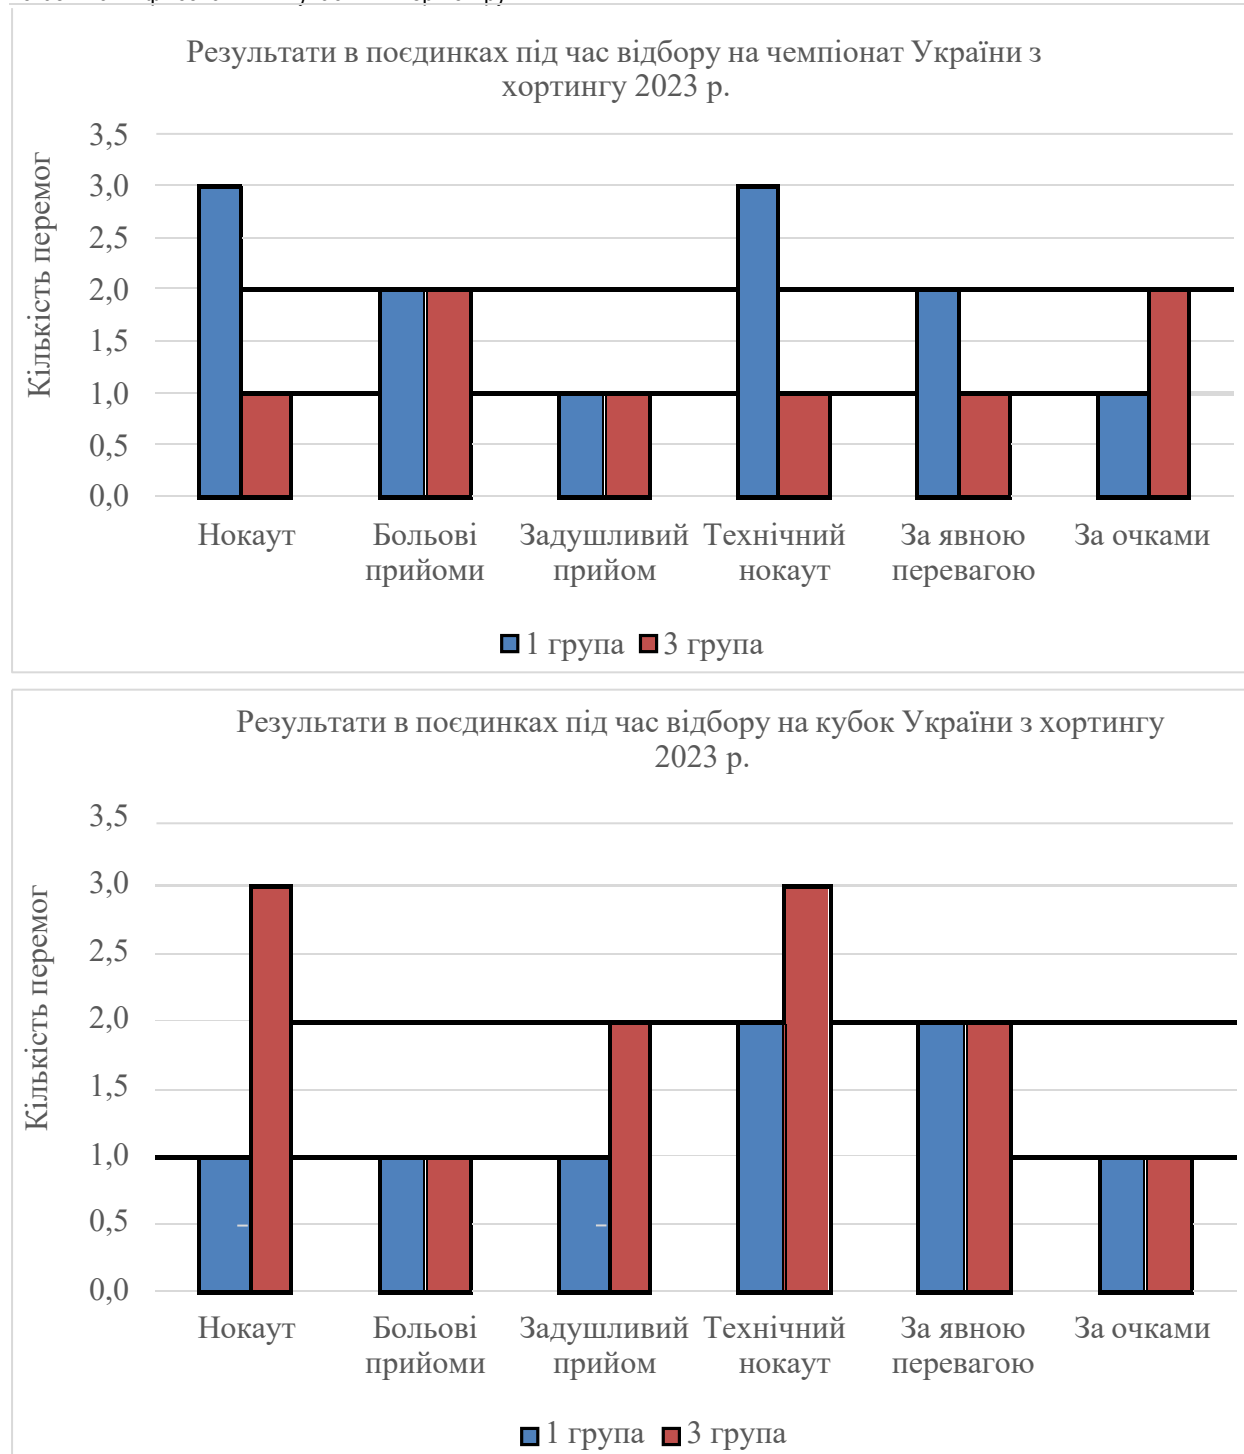 Результати в поєдинках під час відбору на чемпіонат України з
хортингу 2023 р.
Кількість перемог
3,5
3,0
2,5
2,0
1,5
1,0
0,5
0,0
Нокаут
Больові
прийоми
Задушливий
прийом
Технічний
нокаут
За явною
перевагою
За очками
1 група
3 група
Результати в поєдинках під час відбору на кубок України з хортингу
2023 р.
Кількість перемог
3,5
3,0
2,5
2,0
1,5
1,0
0,5
0,0
Нокаут
Больові
прийоми
Задушливий
прийом
Технічний
нокаут
За явною
перевагою
За очками
1 група
3 група